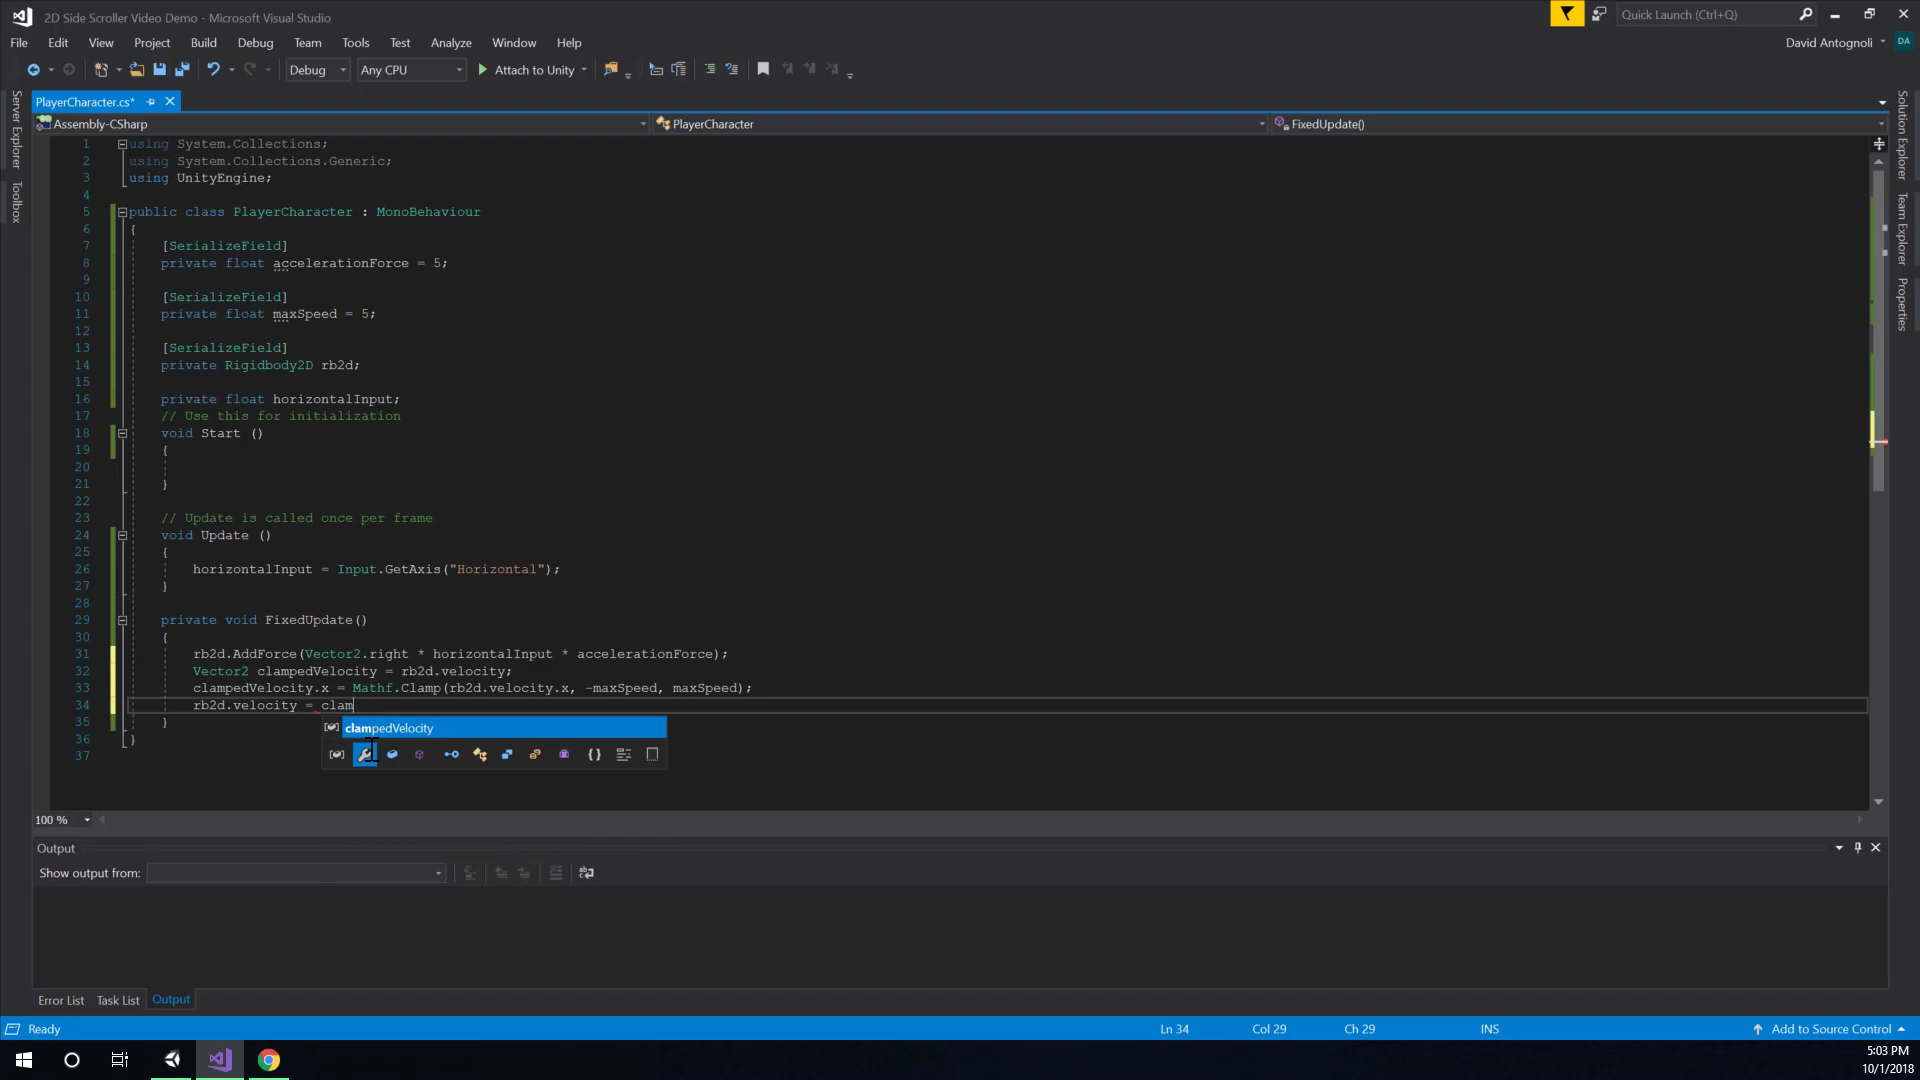 2D Side Scroller Video Demo - Microsoft Visual Studio
Quick Launch (Ctrl+Q)
File Edit View Project Build Debug Team Tools Test Analyze Window Help
David Antognoli DA
Debug Any CPU Attach to Unity
PlayerCharacter.cs*
Assembly-CSharp PlayerCharacter FixedUpdate()
Server Explorer
Toolbox
Solution Explorer
Team Explorer
Properties
1 using System.Collections;
2 using System.Collections.Generic;
3 using UnityEngine;
4
5 public class PlayerCharacter : MonoBehaviour
6 {
7 [SerializeField]
8 private float accelerationForce = 5;
9
10 [SerializeField]
11 private float maxSpeed = 5;
12
13 [SerializeField]
14 private Rigidbody2D rb2d;
15
16 private float horizontalInput;
17 // Use this for initialization
18 void Start ()
19 {
20
21 }
22
23 // Update is called once per frame
24 void Update ()
25 {
26 horizontalInput = Input.GetAxis("Horizontal");
27 }
28
29 private void FixedUpdate()
30 {
31 rb2d.AddForce(Vector2.right * horizontalInput * accelerationForce);
32 Vector2 clampedVelocity = rb2d.velocity;
33 clampedVelocity.x = Mathf.Clamp(rb2d.velocity.x, -maxSpeed, maxSpeed);
34 rb2d.velocity = clam
35 }
clampedVelocity
36 }
37
100 %
Output
Show output from:
Error List Task List Output
Ready Ln 34 Col 29 Ch 29 INS Add to Source Control
5:03 PM
10/1/2018